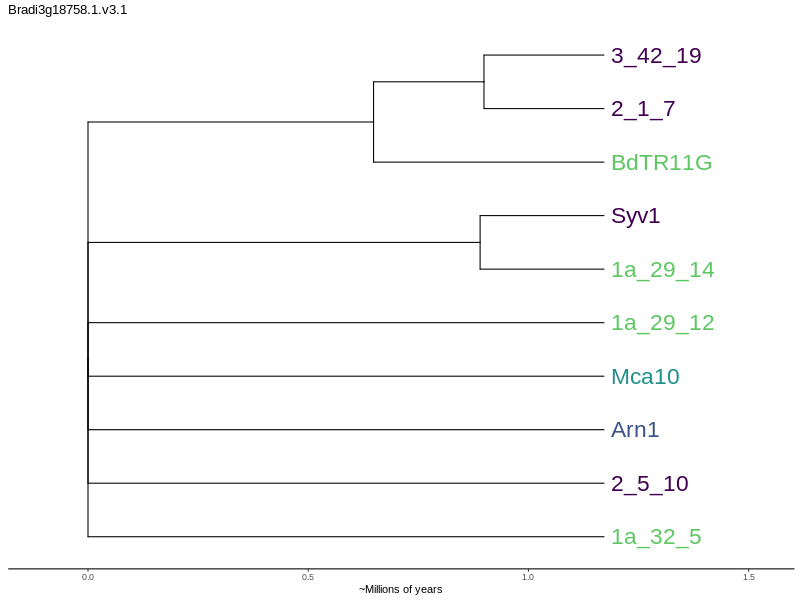 Bradi3g18758.1.v3.1
3_42_19
2_1_7
BdTR11G
Syv1
1a_29_14
1a_29_12
Mca10
Arn1
2_5_10
1a_32_5
0.0 0.5 1.0 1.5
~Millions of years